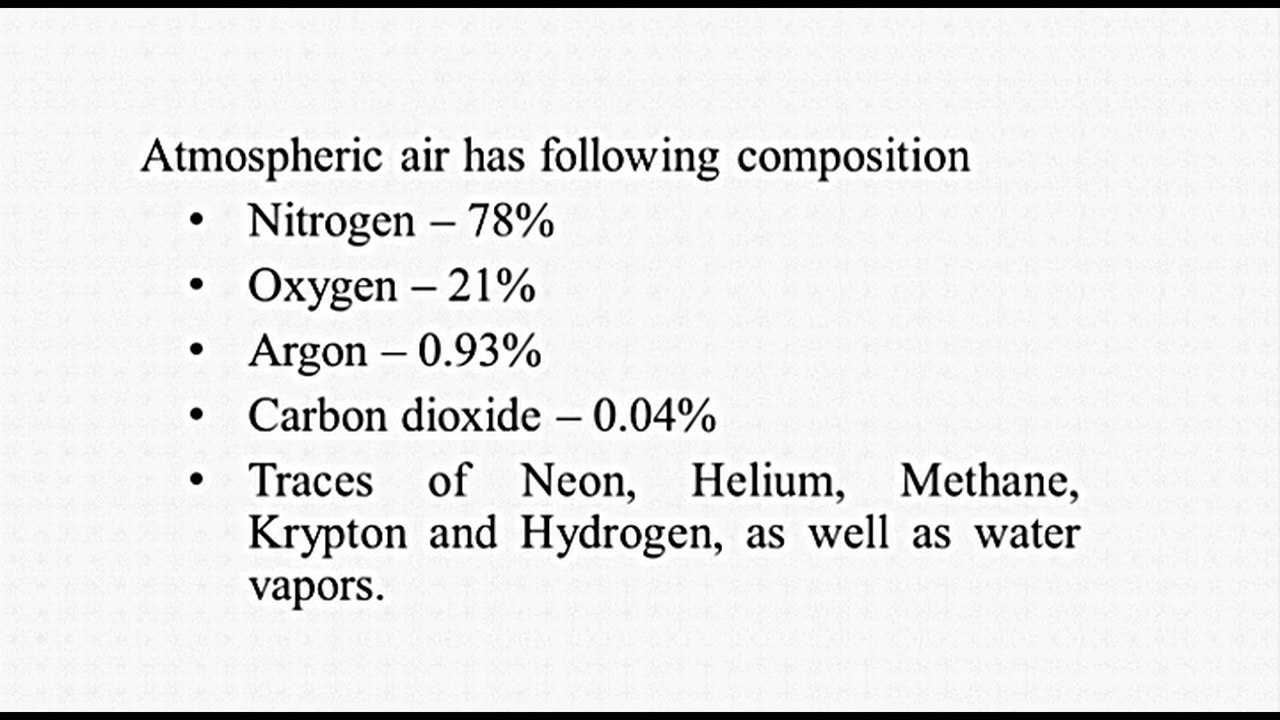 Atmospheric air has following composition
• Nitrogen – 78%
• Oxygen – 21%
• Argon – 0.93%
• Carbon dioxide – 0.04%
• Traces of Neon, Helium, Methane,
Krypton and Hydrogen, as well as water
vapors.